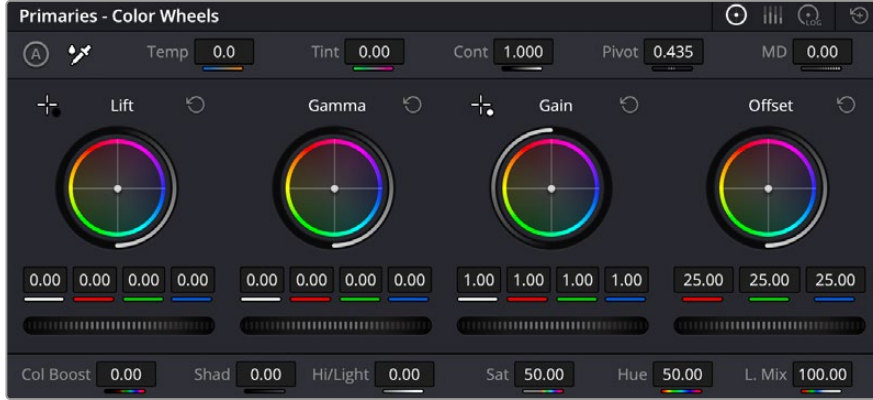 Primaries - Color Wheels LOG
A Temp 0.0 Tint 0.00 Cont 1.000 Pivot 0.435 MD 0.00
Lift Gamma Gain Offset
0.00 0.00 0.00 0.00 0.00 0.00 0.00 0.00 1.00 1.00 1.00 1.00 25.00 25.00 25.00
Col Boost 0.00 Shad 0.00 Hi/Light 0.00 Sat 50.00 Hue 50.00 L. Mix 100.00